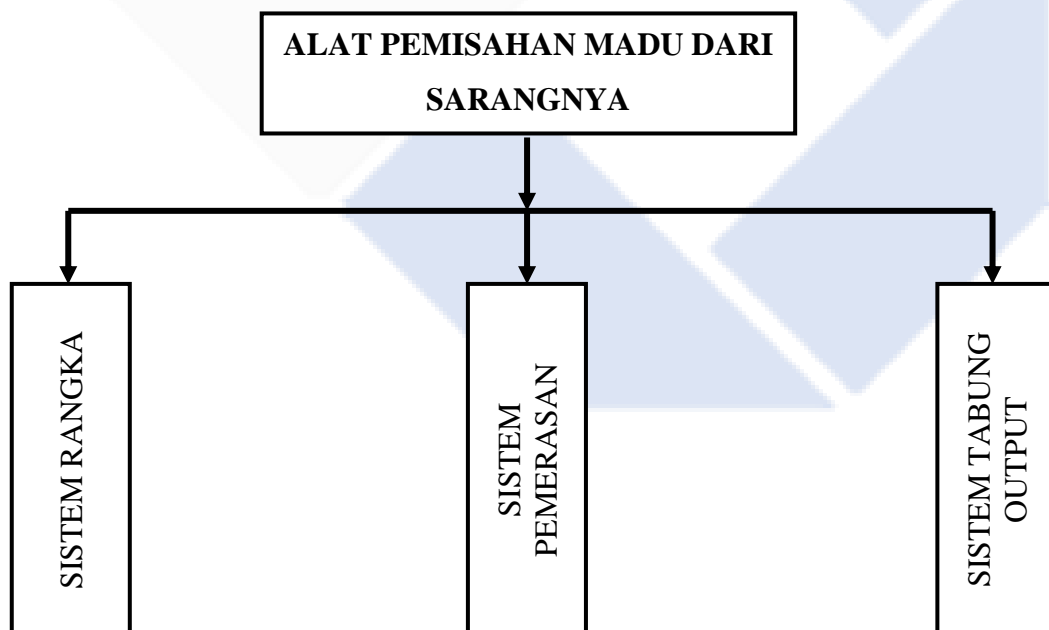 ALAT PEMISAHAN MADU DARI
SARANGNYA
SISTEM RANGKA
SISTEM
PEMERASAN
SISTEM TABUNG
OUTPUT